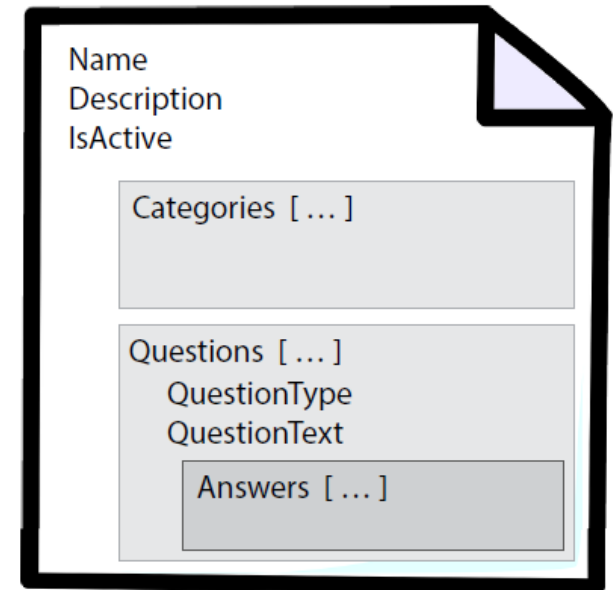 Name
Description
IsActive
Categories [ ... ]
Questions [ ... ]
QuestionType
QuestionText
Answers [ ... ]